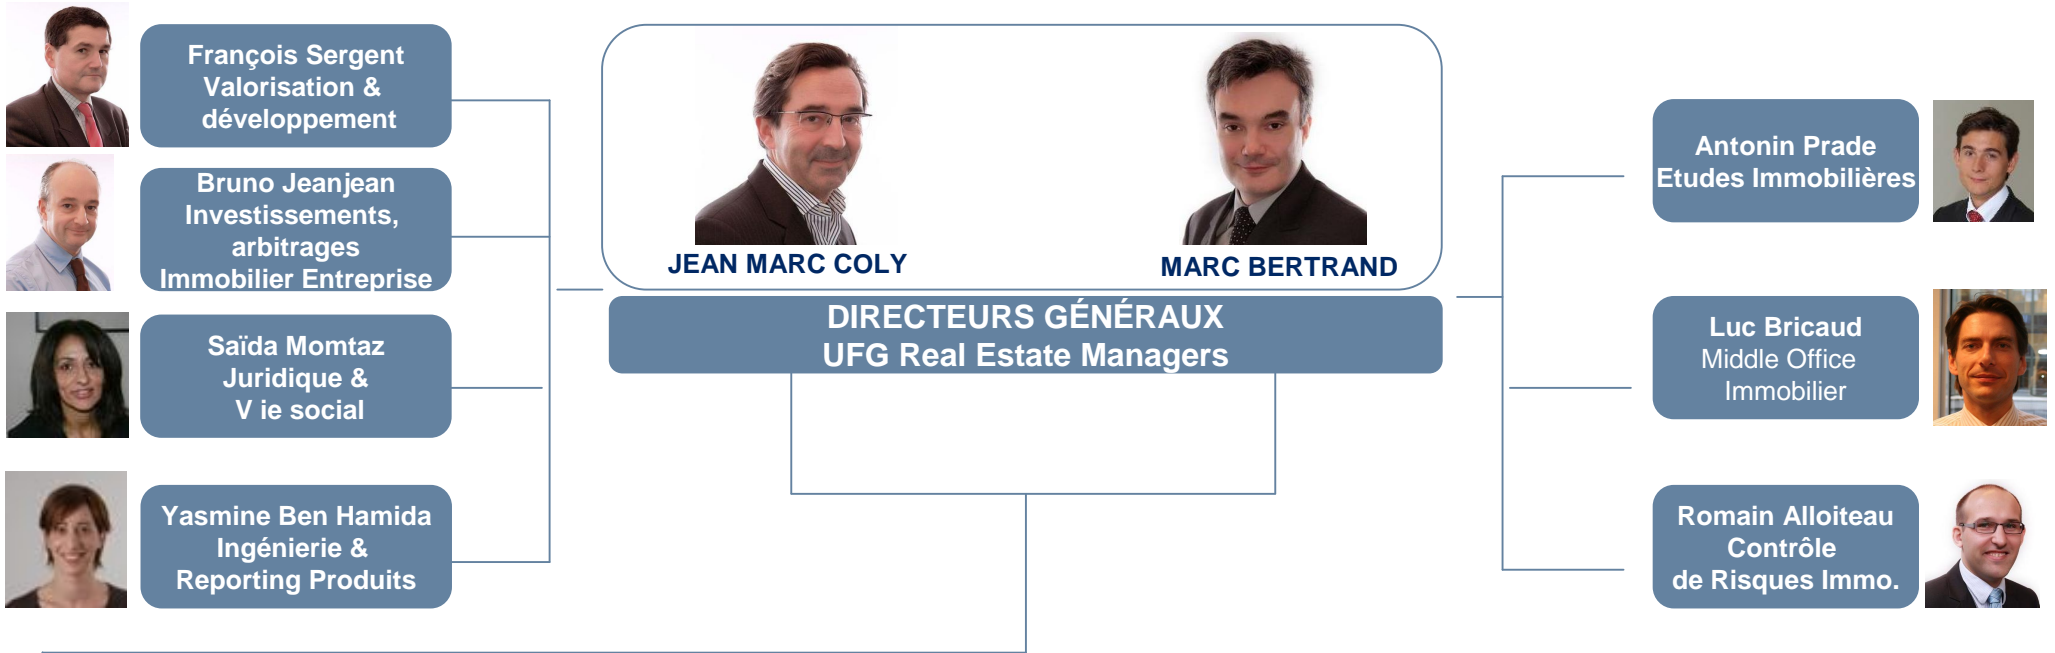 François Sergent
Valorisation &
développement
Bruno Jeanjean
Investissements,
arbitrages
Immobilier Entreprise
Saïda Momtaz
Juridique &
V ie social
Yasmine Ben Hamida
Ingénierie &
Reporting Produits
JEAN MARC COLY
MARC BERTRAND
DIRECTEURS GÉNÉRAUX
UFG Real Estate Managers
Antonin Prade
Etudes Immobilières
Luc Bricaud
Middle Office
Immobilier
Romain Alloiteau
Contrôle
de Risques Immo.